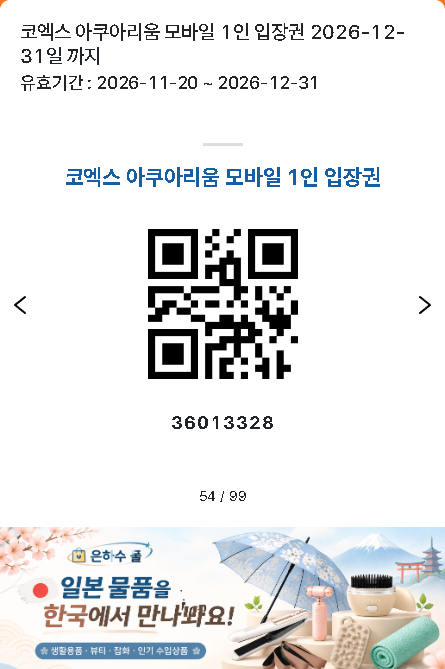 코엑스 아쿠아리움 모바일 1인 입장권 2026-12-
31일 까지
유효기간 : 2026-11-20 ~ 2026-12-31
코엑스 아쿠아리움 모바일 1인 입장권
36013328
54 / 99
은하수 몰
일본 물품을
한국에서 만나봐요!
생활용품 · 뷰티 · 잡화 · 인기 수입상품